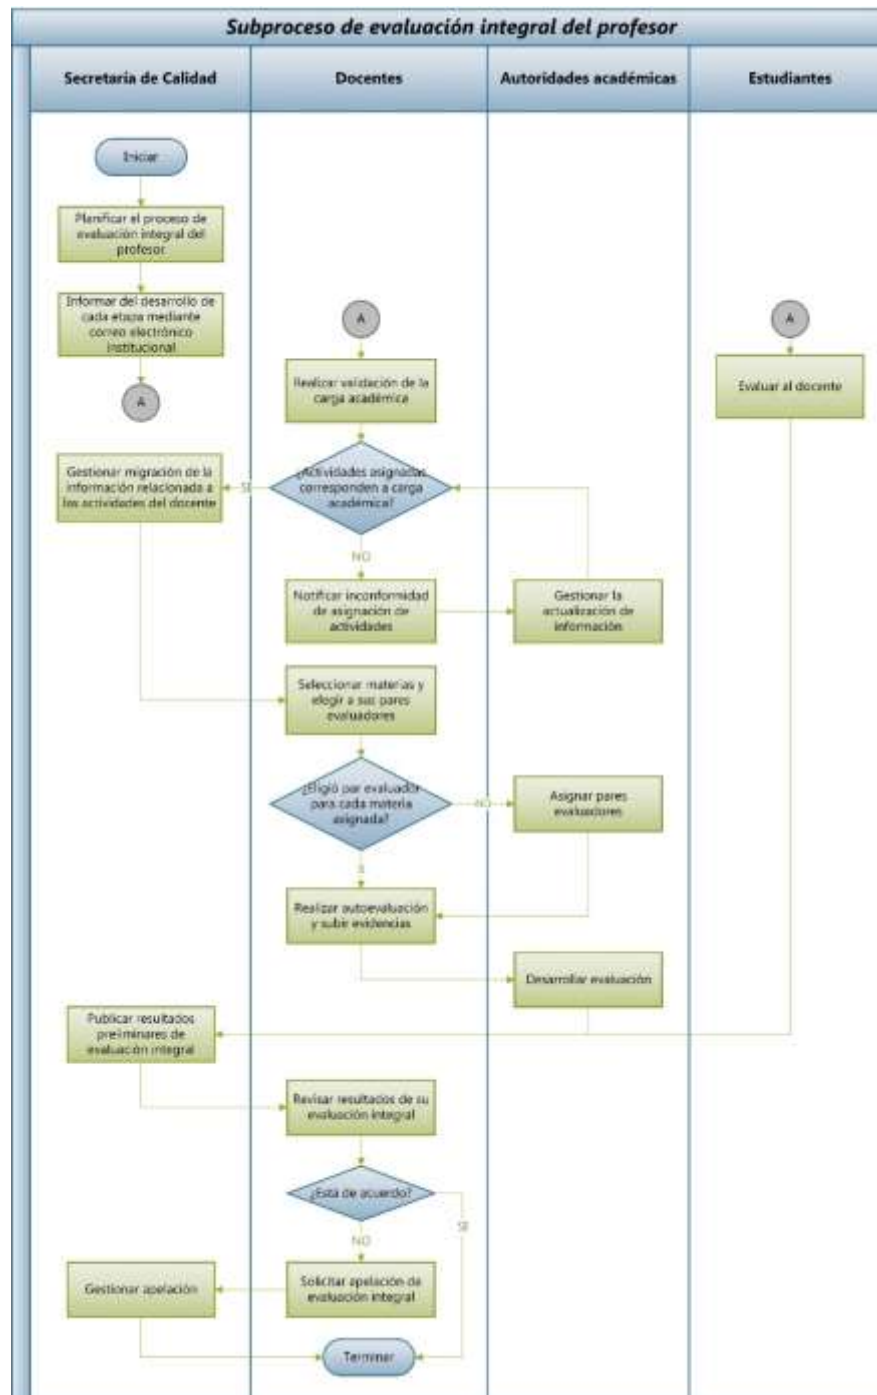 Subproceso de evaluación integral del profesor
Secretaria de Calidad
Docentes
Autoridades académicas
Estudiantes
Iniciar
Planificar el proceso de
evaluación integral del
profesor
Informar del desarrollo de
cada etapa mediante
correo electrónico
institucional
A
A
Realizar validación de la
carga académica
A
Evaluar al docente
¿Actividades asignadas
corresponden a carga
académica?
SI
Gestionar migración de la
información relacionada a
las actividades del docente
NO
Notificar inconformidad
de asignación de
actividades
Gestionar la
actualización de
información
Seleccionar materias y
elegir a sus pares
evaluadores
¿Eligió par evaluador
para cada materia
asignada?
NO
Asignar pares
evaluadores
Realizar autoevaluación
y subir evidencias
Desarrollar evaluación
Publicar resultados
preliminares de
evaluación integral
Revisar resultados de su
evaluación integral
¿Está de acuerdo?
SI
NO
Solicitar apelación de
evaluación integral
Gestionar apelación
Terminar